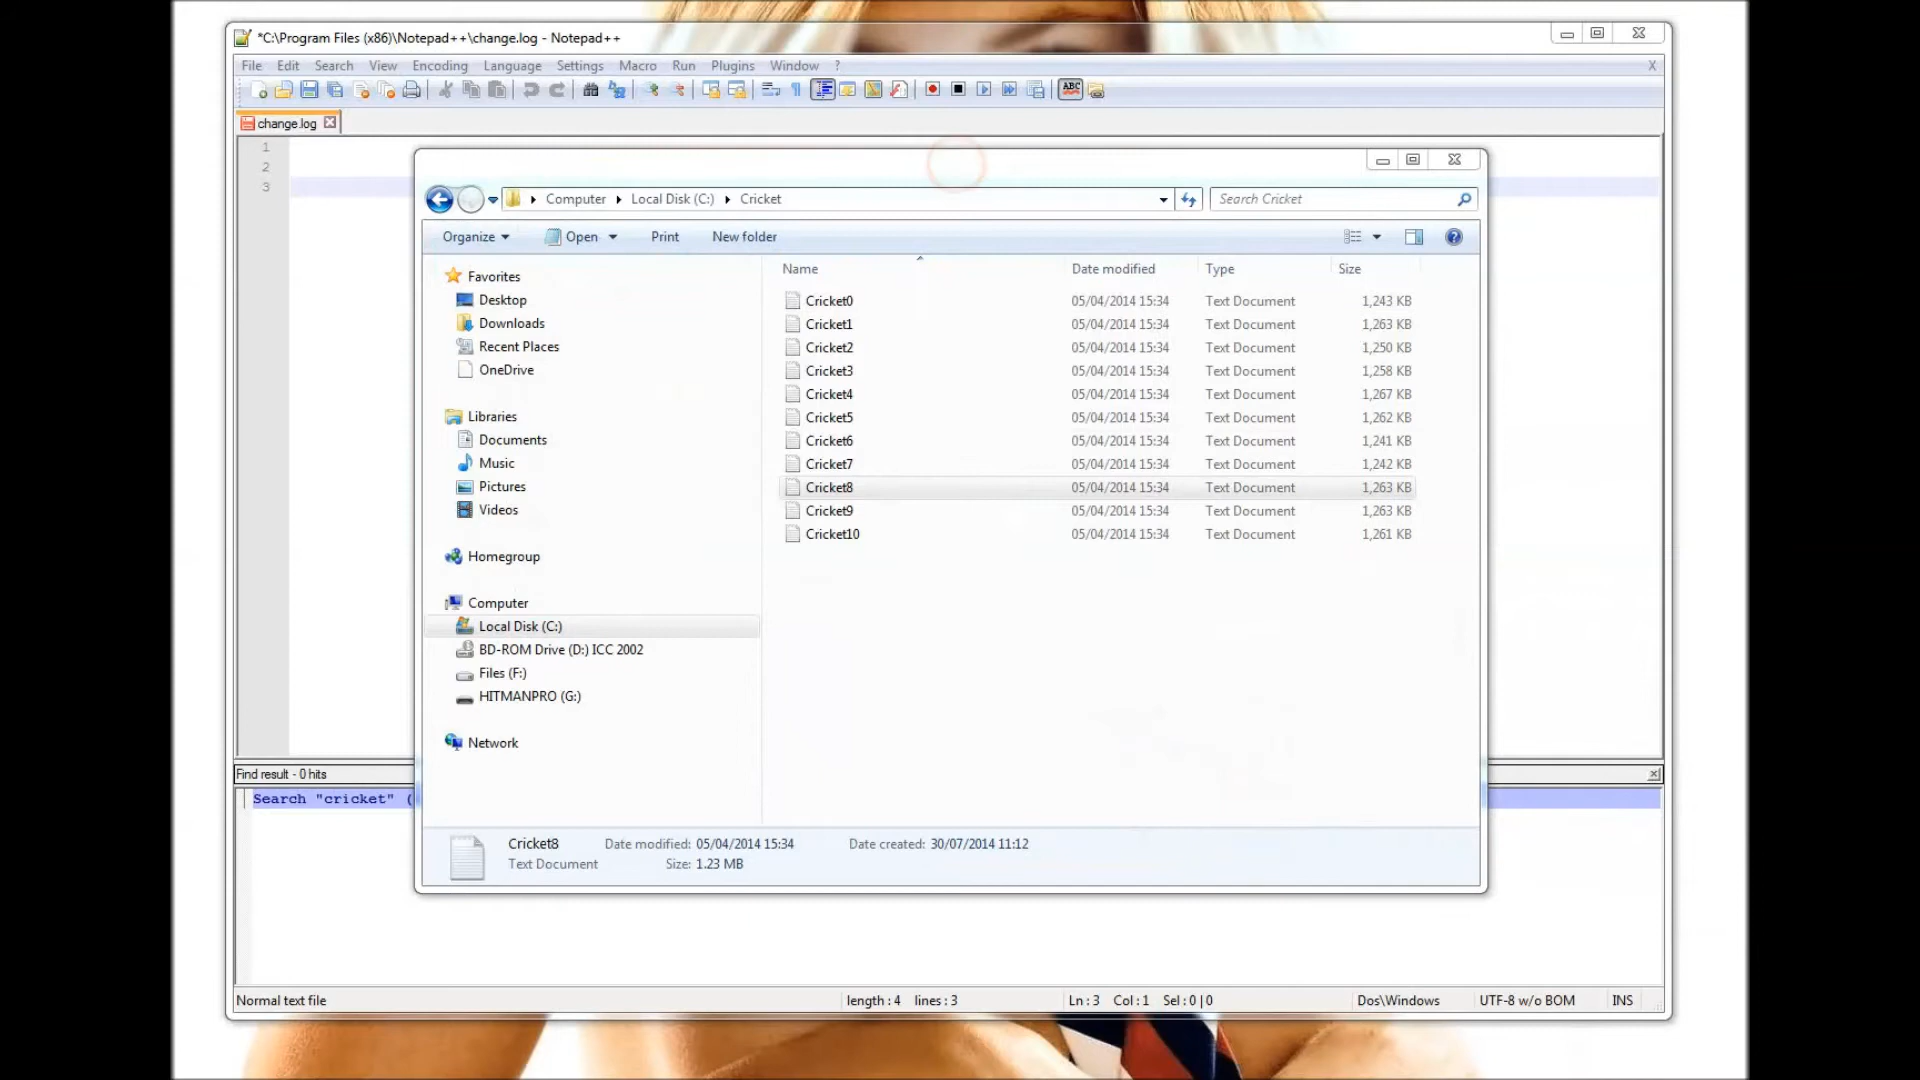 *C:\Program Files (x86)\Notepad++\change.log - Notepad++
File Edit Search View Encoding Language Settings Macro Run Plugins Window ? X
ABC
change.log
1
2
3
Computer Local Disk (C:) Cricket
Search Cricket
Organize Open Print New folder
Name Date modified Type Size
Favorites
Desktop
Downloads
Recent Places
OneDrive
Libraries
Documents
Music
Pictures
Videos
Homegroup
Computer
Local Disk (C:)
BD-ROM Drive (D:) ICC 2002
Files (F:)
HITMANPRO (G:)
Network
Cricket0 05/04/2014 15:34 Text Document 1,243 KB
Cricket1 05/04/2014 15:34 Text Document 1,263 KB
Cricket2 05/04/2014 15:34 Text Document 1,250 KB
Cricket3 05/04/2014 15:34 Text Document 1,258 KB
Cricket4 05/04/2014 15:34 Text Document 1,267 KB
Cricket5 05/04/2014 15:34 Text Document 1,262 KB
Cricket6 05/04/2014 15:34 Text Document 1,241 KB
Cricket7 05/04/2014 15:34 Text Document 1,242 KB
Cricket8 05/04/2014 15:34 Text Document 1,263 KB
Cricket9 05/04/2014 15:34 Text Document 1,263 KB
Cricket10 05/04/2014 15:34 Text Document 1,261 KB
Cricket8 Date modified: 05/04/2014 15:34 Date created: 30/07/2014 11:12
Text Document Size: 1.23 MB
Find result - 0 hits
Search "cricket" (
Normal text file length : 4 lines : 3 Ln : 3 Col : 1 Sel : 0 | 0 Dos\Windows UTF-8 w/o BOM INS